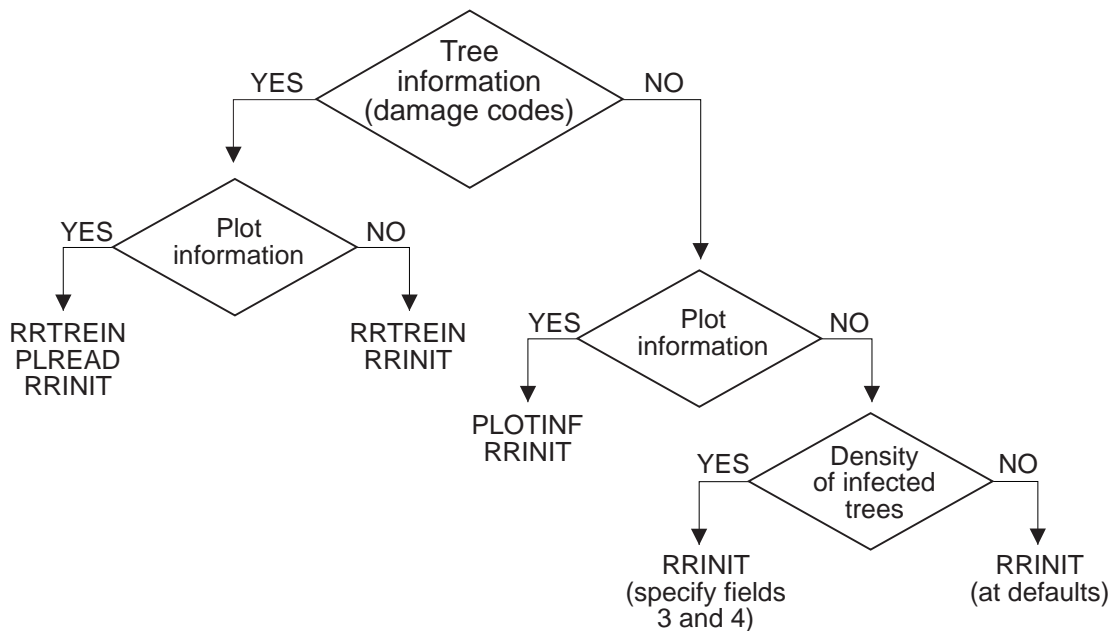 Tree
information
(damage codes)
YES
NO
Plot
information
YES
NO
RRTREIN
PLREAD
RRINIT
RRTREIN
RRINIT
Plot
information
YES
NO
PLOTINF
RRINIT
Density
of infected
trees
YES
NO
RRINIT
(specify fields
3 and 4)
RRINIT
(at defaults)